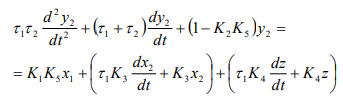 τ₁τ₂ d²y₂/dt² + (τ₁ + τ₂) dy₂/dt + (1 − K₂K₅)y₂ =
= K₁K₅x₁ + (τ₁K₃ dx₂/dt + K₃x₂) + (τ₁K₄ dz/dt + K₄z)